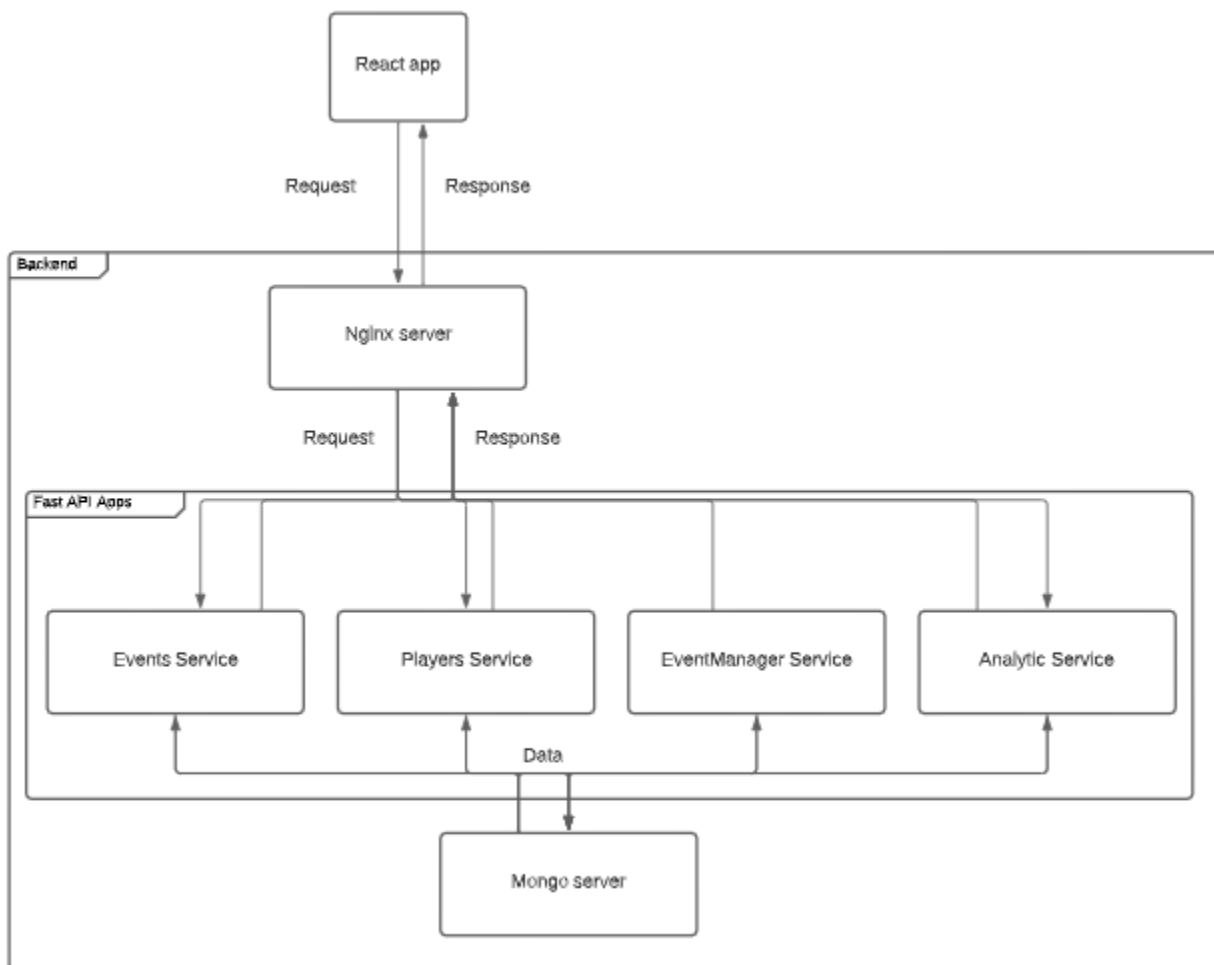 React app
Request
Response
Backend
Nginx server
Request
Response
Fast API Apps
Events Service
Players Service
EventManager Service
Analytic Service
Data
Mongo server